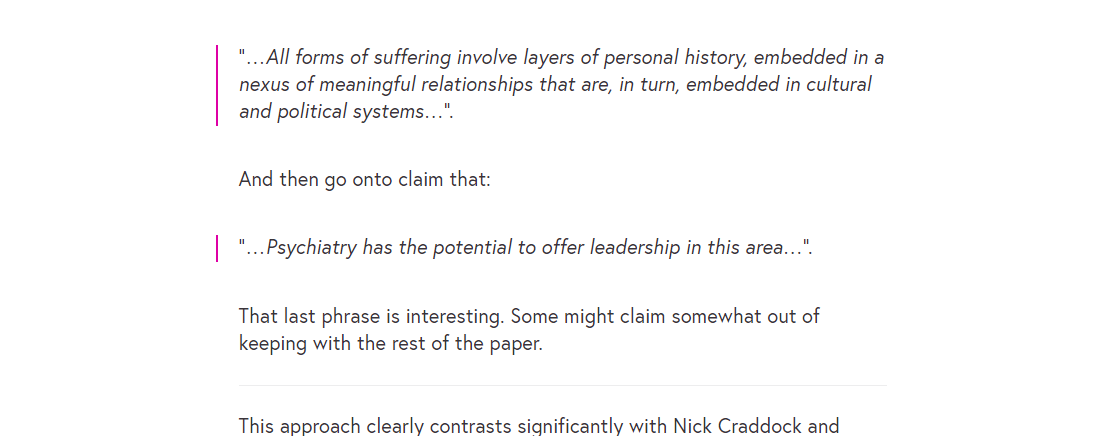 "…All forms of suffering involve layers of personal history, embedded in a
nexus of meaningful relationships that are, in turn, embedded in cultural
and political systems…".
And then go onto claim that:
"…Psychiatry has the potential to offer leadership in this area…".
That last phrase is interesting. Some might claim somewhat out of
keeping with the rest of the paper.
This approach clearly contrasts significantly with Nick Craddock and